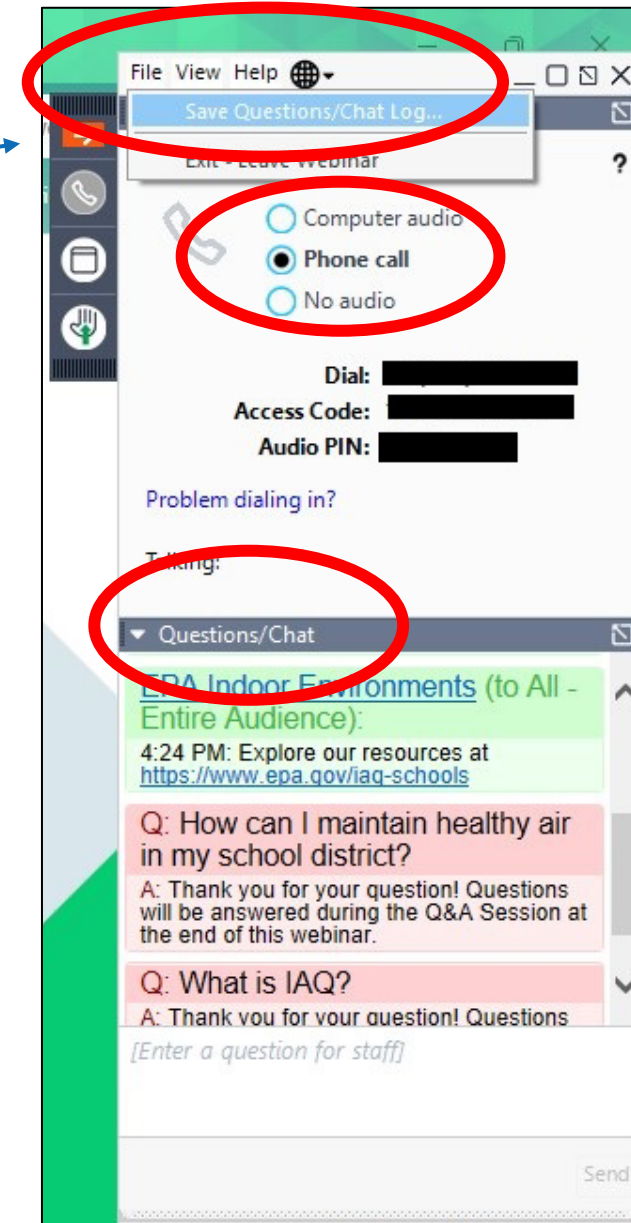 File View Help
Save Questions/Chat Log...
Exit - Leave Webinar
?
Computer audio
Phone call
No audio
Dial:
Access Code:
Audio PIN:
Problem dialing in?
Talking:
Questions/Chat
EPA Indoor Environments (to All -
Entire Audience):
4:24 PM: Explore our resources at
https://www.epa.gov/iaq-schools
Q: How can I maintain healthy air
in my school district?
A: Thank you for your question! Questions
will be answered during the Q&A Session at
the end of this webinar.
Q: What is IAQ?
A: Thank you for your question! Questions
[Enter a question for staff]
Send